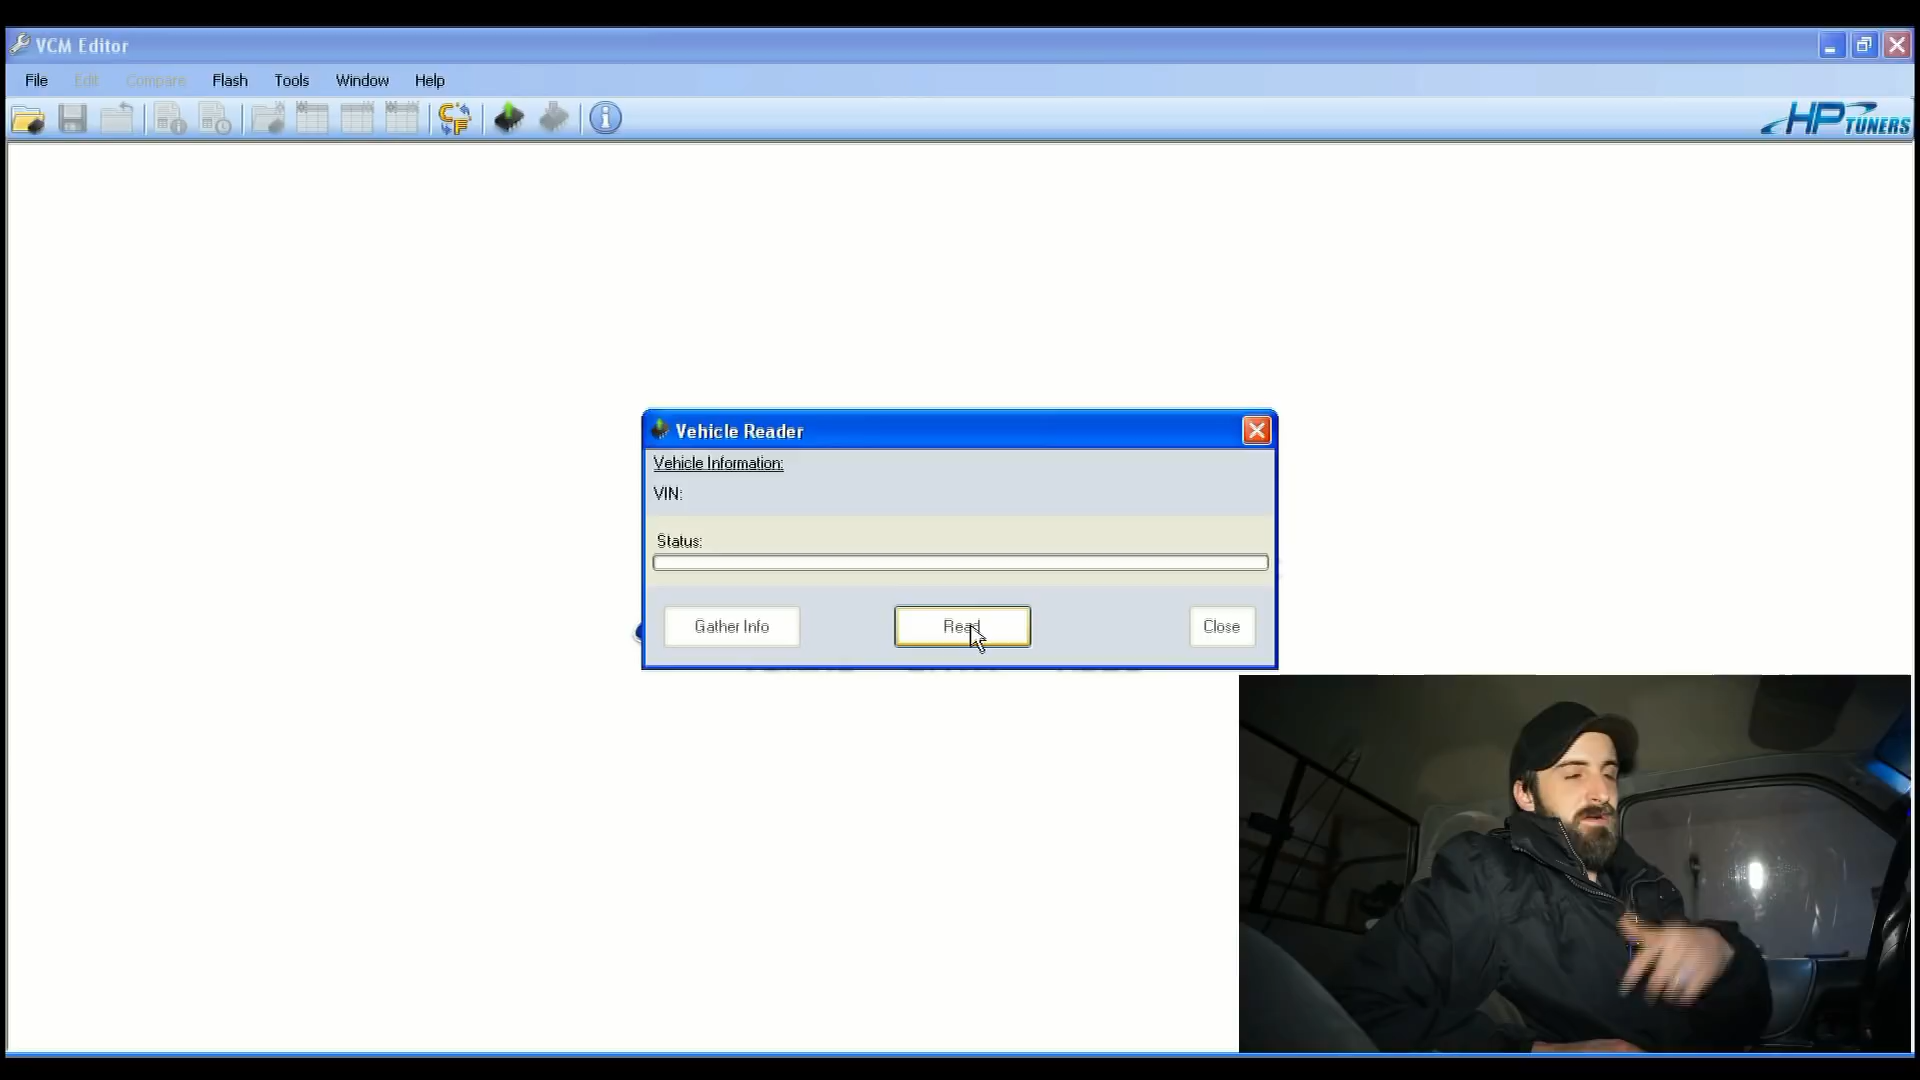 VCM Editor
File Edit Compare Flash Tools Window Help
HP TUNERS
Vehicle Reader
Vehicle Information:
VIN:
Status:
Gather Info Read Close